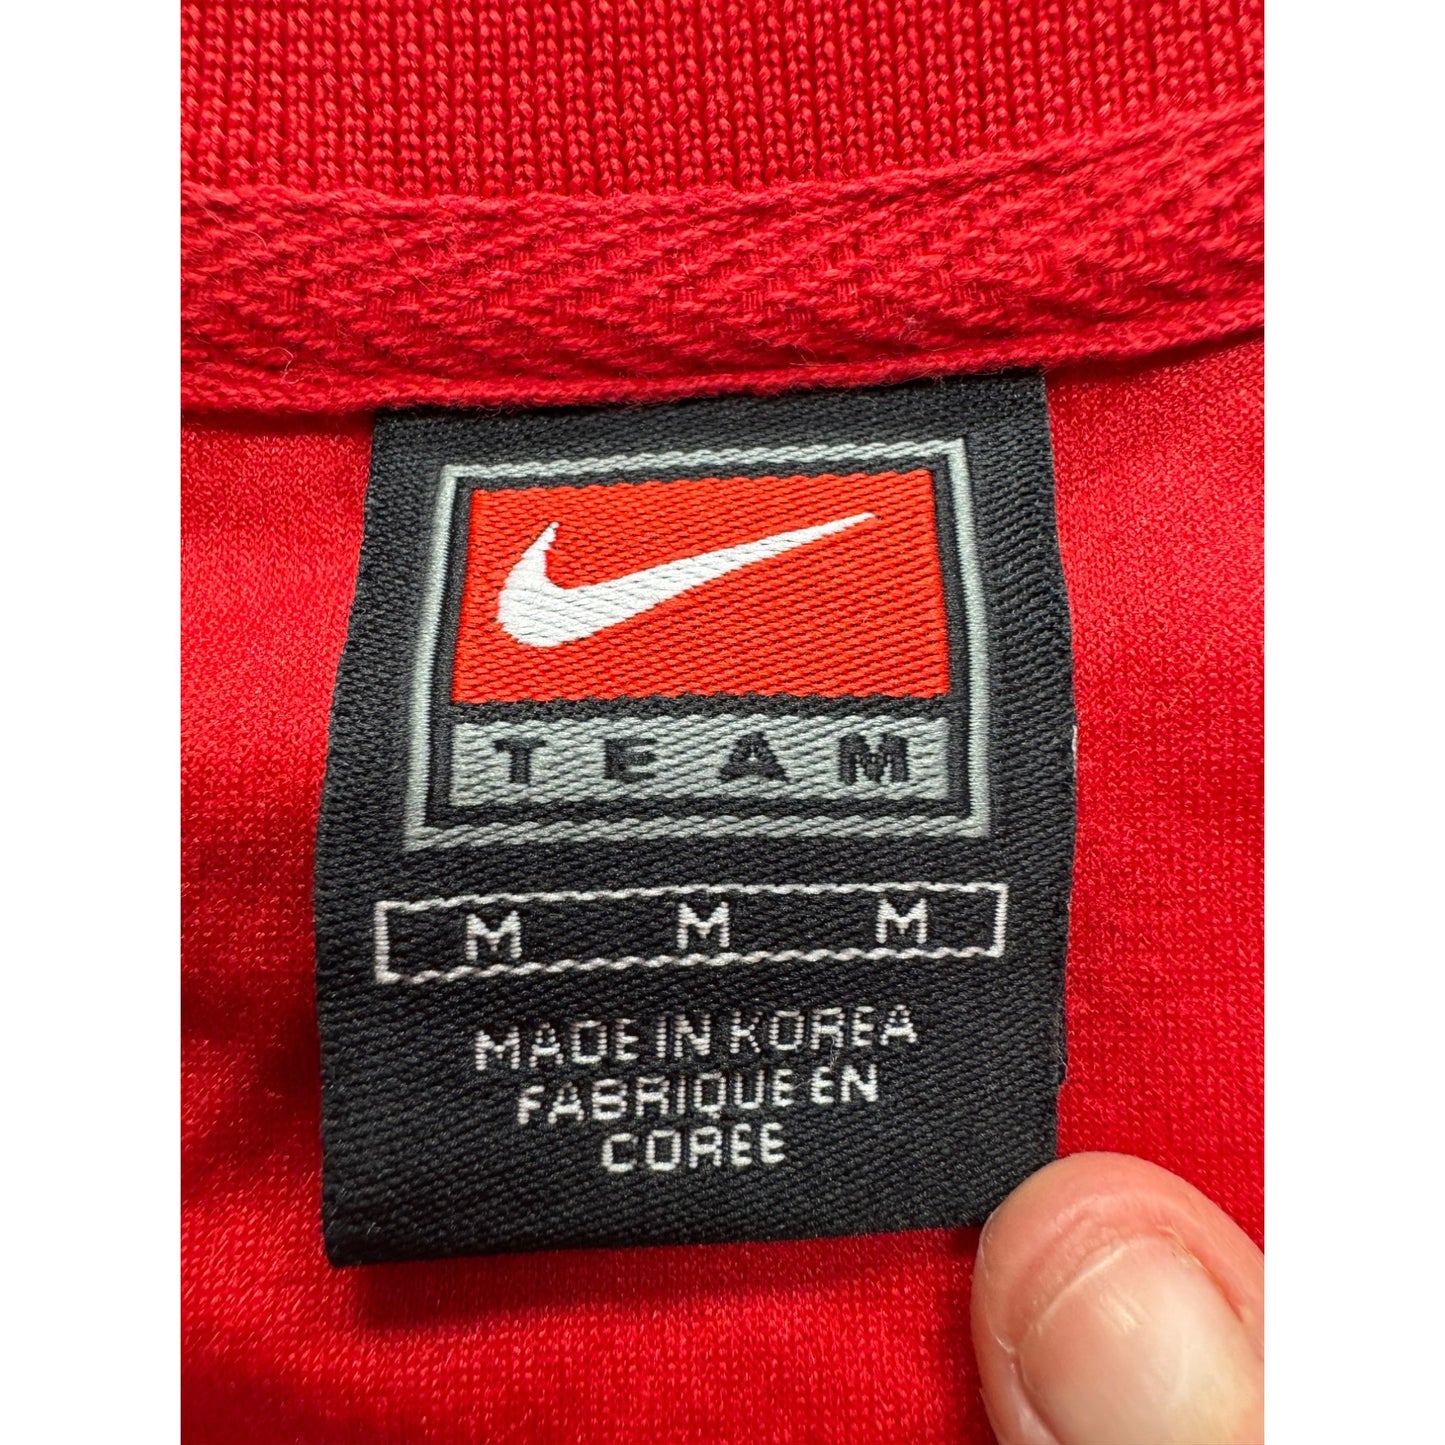 TEAM
M M M
MADE IN KOREA
FABRIQUE EN
COREE